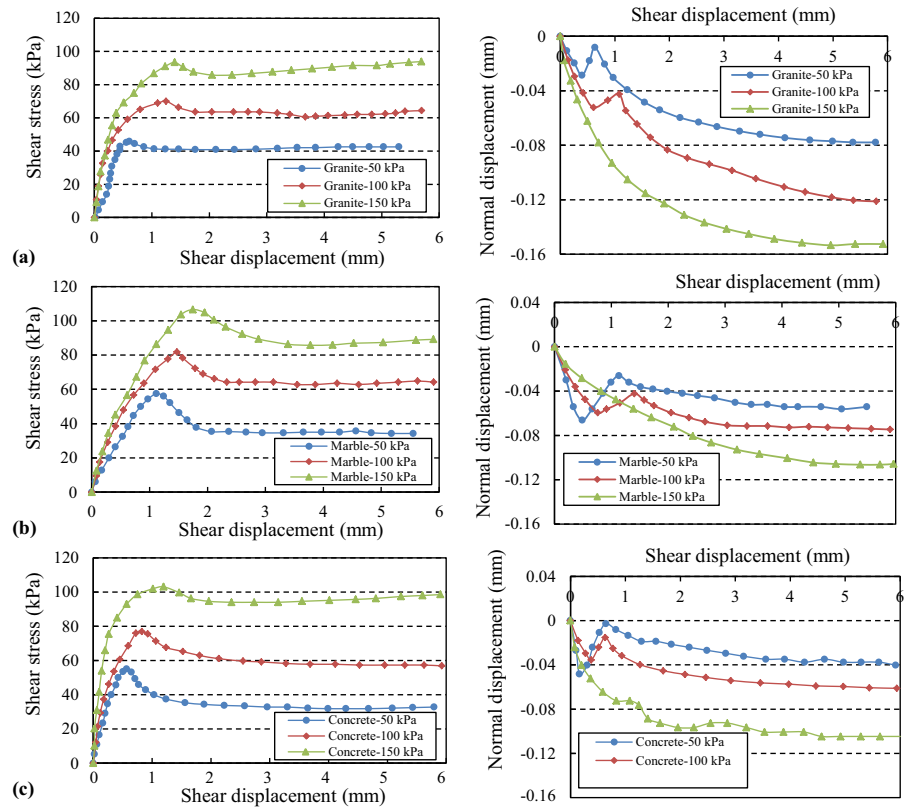 120
100
80
60
40
20
0
0 1 2 3 4 5 6
Shear stress (kPa)
Shear displacement (mm)
Granite-50 kPa
Granite-100 kPa
Granite-150 kPa
(a)
Shear displacement (mm)
0 1 2 3 4 5 6
0
-0.04
-0.08
-0.12
-0.16
Normal displacement (mm)
Granite-50 kPa
Granite-100 kPa
Granite-150 kPa
120
100
80
60
40
20
0
0 1 2 3 4 5 6
Shear stress (kPa)
Shear displacement (mm)
Marble-50 kPa
Marble-100 kPa
Marble-150 kPa
(b)
Shear displacement (mm)
0.04
0 1 2 3 4 5 6
0
-0.04
-0.08
-0.12
-0.16
Normal displacement (mm)
Marble-50 kPa
Marble-100 kPa
Marble-150 kPa
120
100
80
60
40
20
0
0 1 2 3 4 5 6
Shear stress (kPa)
Shear displacement (mm)
Concrete-50 kPa
Concrete-100 kPa
Concrete-150 kPa
(c)
Shear displacement (mm)
0.04
0 1 2 3 4 5 6
0
-0.04
-0.08
-0.12
-0.16
Normal displacement (mm)
Concrete-50 kPa
Concrete-100 kPa